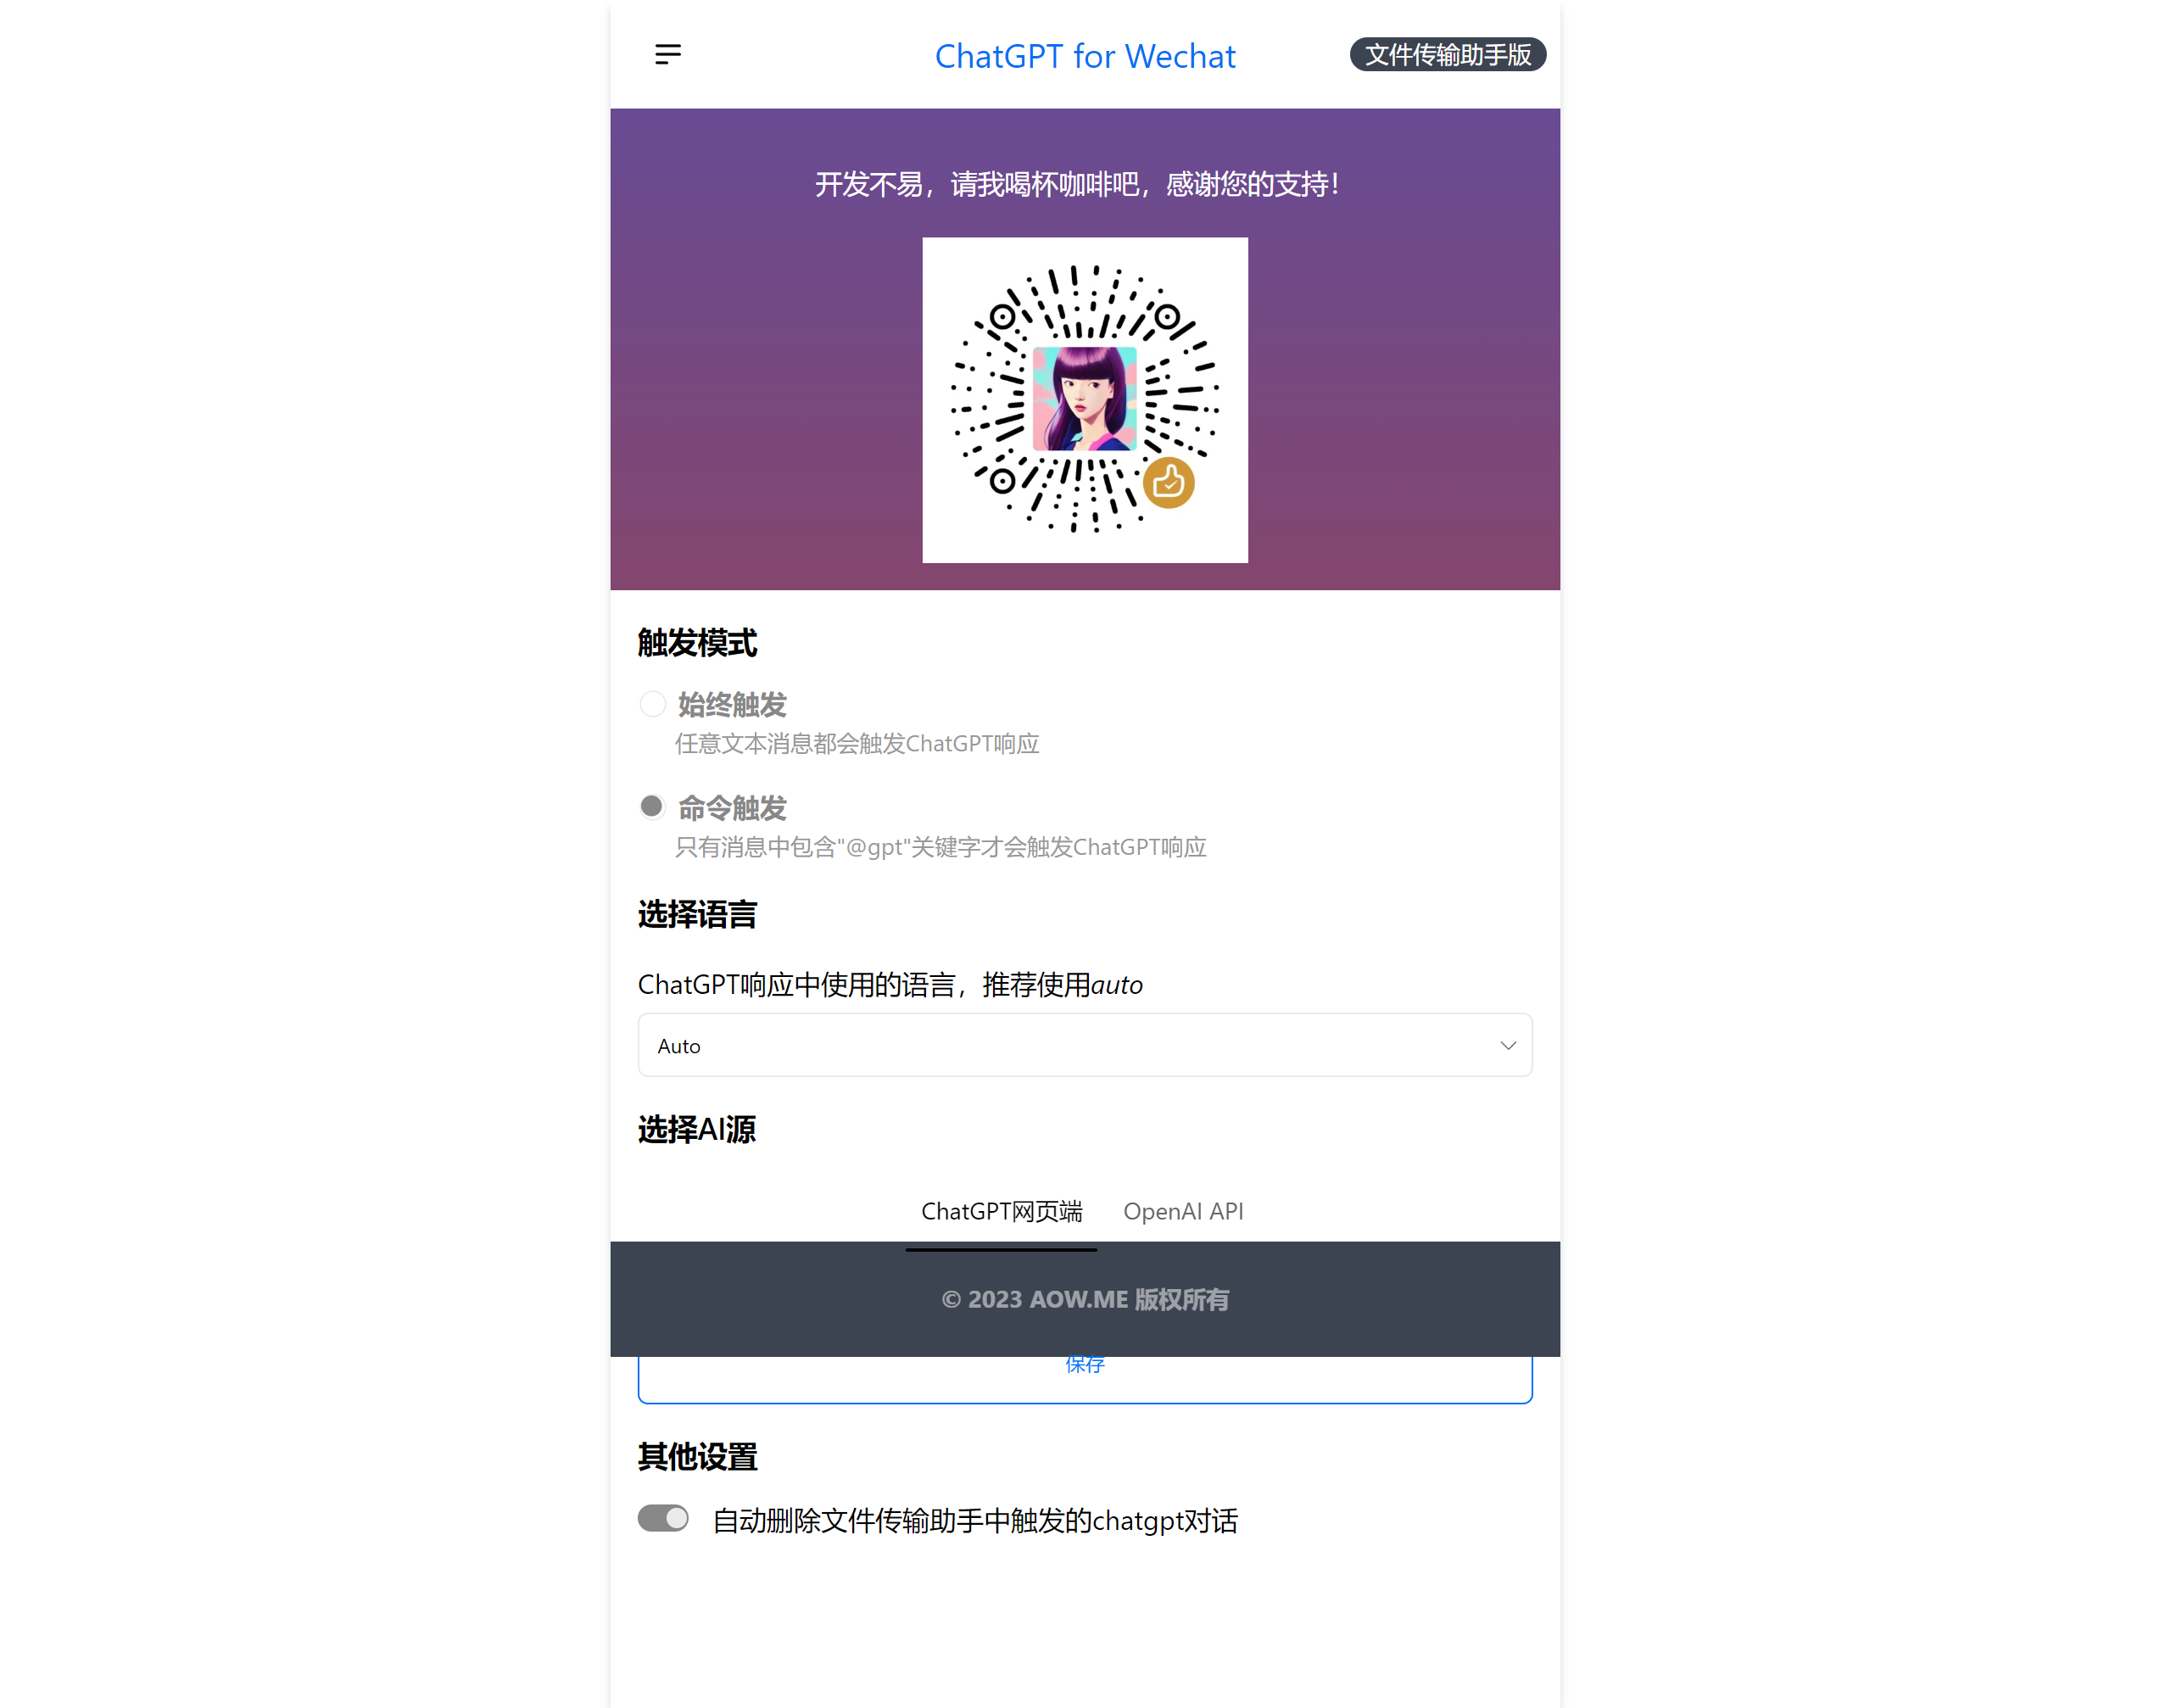 ChatGPT for Wechat
文件传输助手版
开发不易，请我喝杯咖啡吧，感谢您的支持！
触发模式
始终触发
任意文本消息都会触发ChatGPT响应
命令触发
只有消息中包含"@gpt"关键字才会触发ChatGPT响应
选择语言
ChatGPT响应中使用的语言，推荐使用auto
Auto
选择AI源
ChatGPT网页端
OpenAI API
© 2023 AOW.ME 版权所有
保存
其他设置
自动删除文件传输助手中触发的chatgpt对话